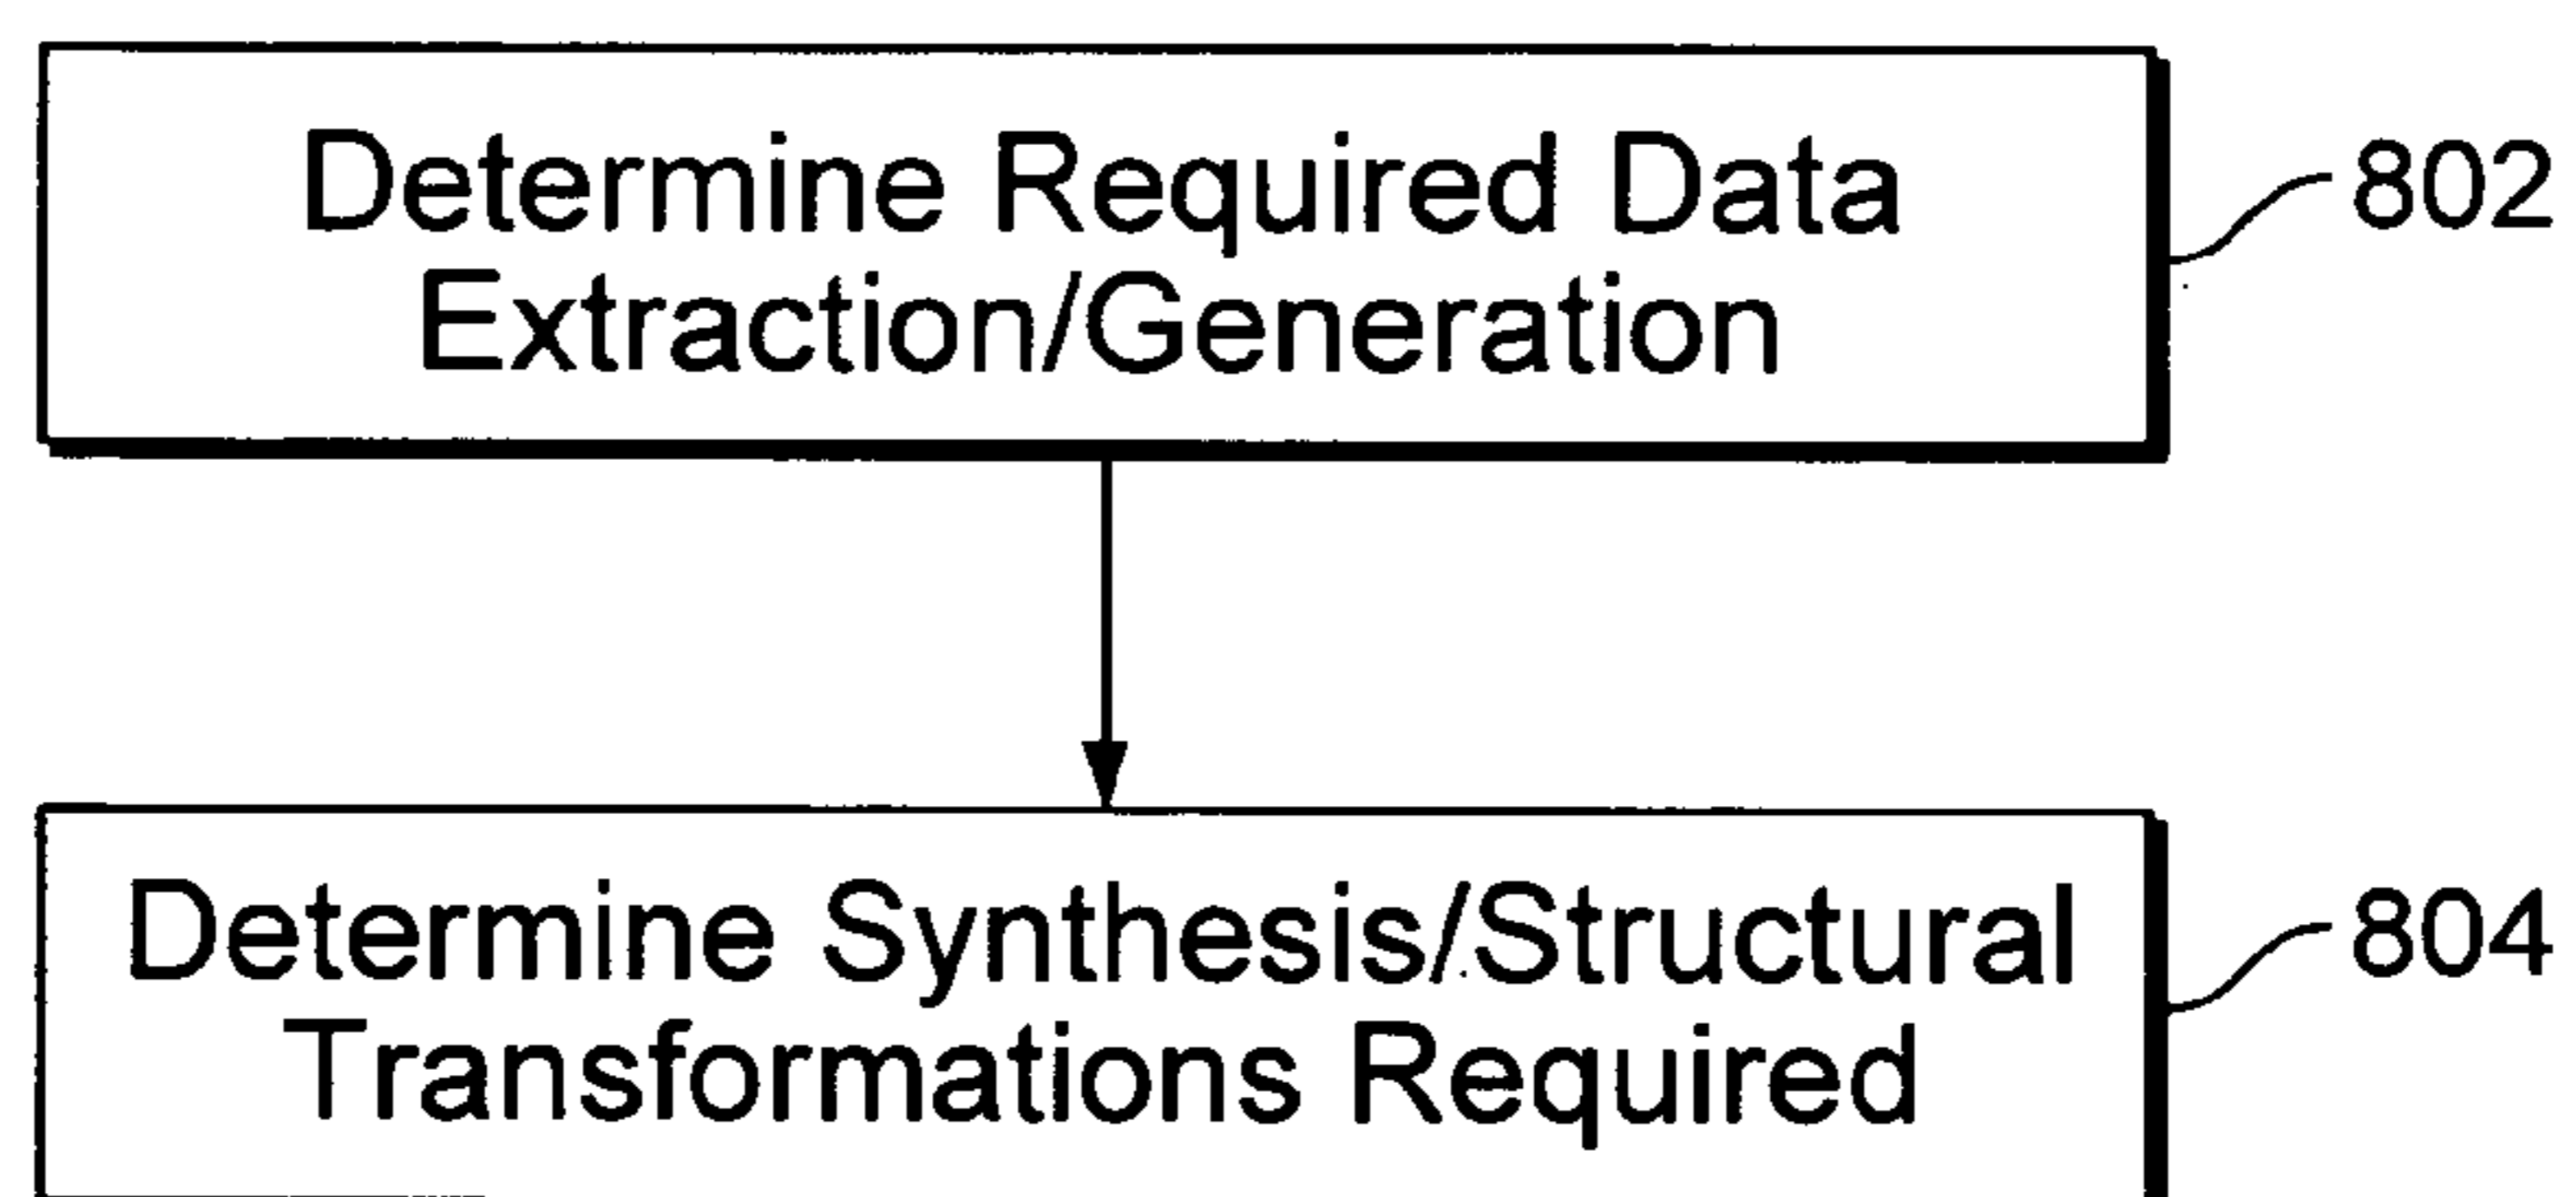 Determine Required Data
Extraction/Generation
802
Determine Synthesis/Structural
Transformations Required
804